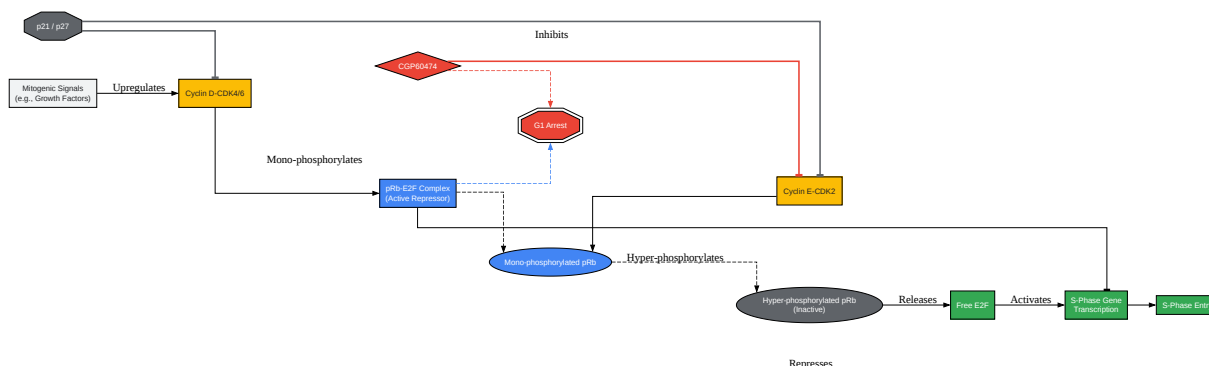 p21 / p27
Inhibits
CGP60474
Mitogenic Signals
(e.g., Growth Factors)
Upregulates
Cyclin D-CDK4/6
G1 Arrest
Mono-phosphorylates
pRb-E2F Complex
(Active Repressor)
Cyclin E-CDK2
Mono-phosphorylated pRb
Hyper-phosphorylates
Hyper-phosphorylated pRb
(Inactive)
Releases
Free E2F
Activates
S-Phase Gene
Transcription
S-Phase Entr
Represses